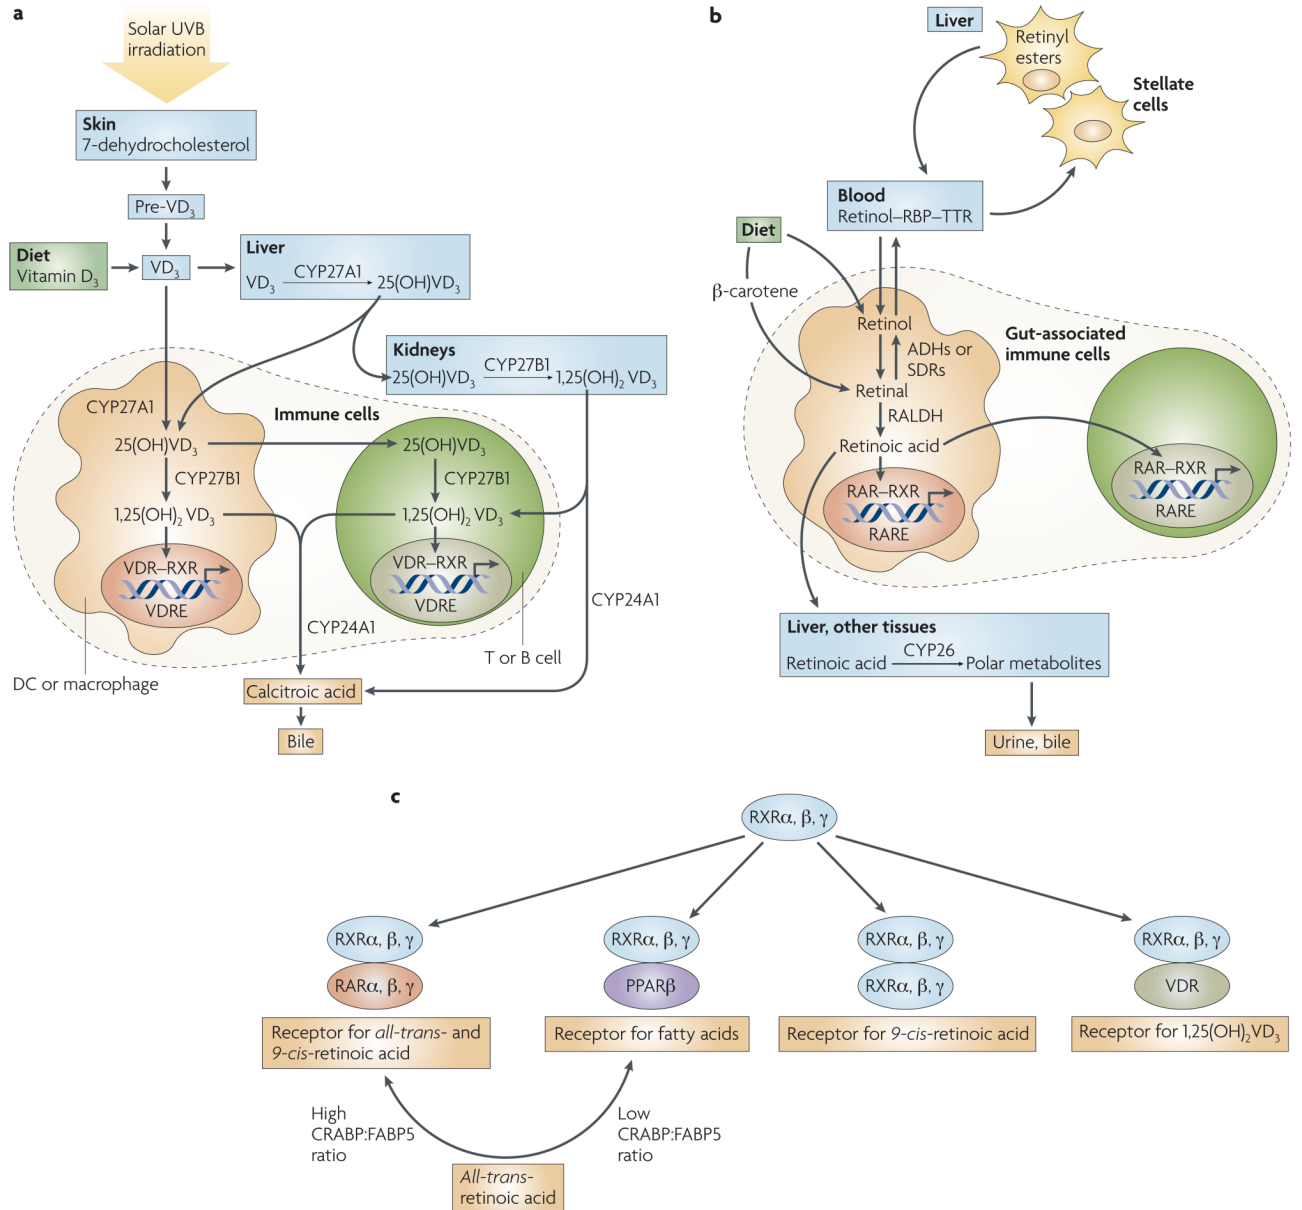 a
Solar UVB
irradiation
Skin
7-dehydrocholesterol
Pre-VD3
Diet
Vitamin D3
VD3
Liver
VD3 CYP27A1 25(OH)VD3
Kidneys
25(OH)VD3 CYP27B1 1,25(OH)2 VD3
CYP27A1
Immune cells
25(OH)VD3
25(OH)VD3
CYP27B1
CYP27B1
1,25(OH)2 VD3
1,25(OH)2 VD3
VDR–RXR
VDRE
VDR–RXR
VDRE
CYP24A1
CYP24A1
T or B cell
DC or macrophage
Calcitroic acid
Bile
b
Liver
Retinyl
esters
Stellate
cells
Blood
Retinol–RBP–TTR
Diet
β-carotene
Retinol
ADHs or
SDRs
Retinal
RALDH
Retinoic acid
Gut-associated
immune cells
RAR–RXR
RARE
RAR–RXR
RARE
Liver, other tissues
Retinoic acid CYP26 Polar metabolites
Urine, bile
c
RXRα, β, γ
RXRα, β, γ
RARα, β, γ
Receptor for all-trans- and
9-cis-retinoic acid
RXRα, β, γ
PPARβ
Receptor for fatty acids
RXRα, β, γ
RXRα, β, γ
Receptor for 9-cis-retinoic acid
RXRα, β, γ
VDR
Receptor for 1,25(OH)2VD3
High
CRABP:FABP5
ratio
Low
CRABP:FABP5
ratio
All-trans-
retinoic acid